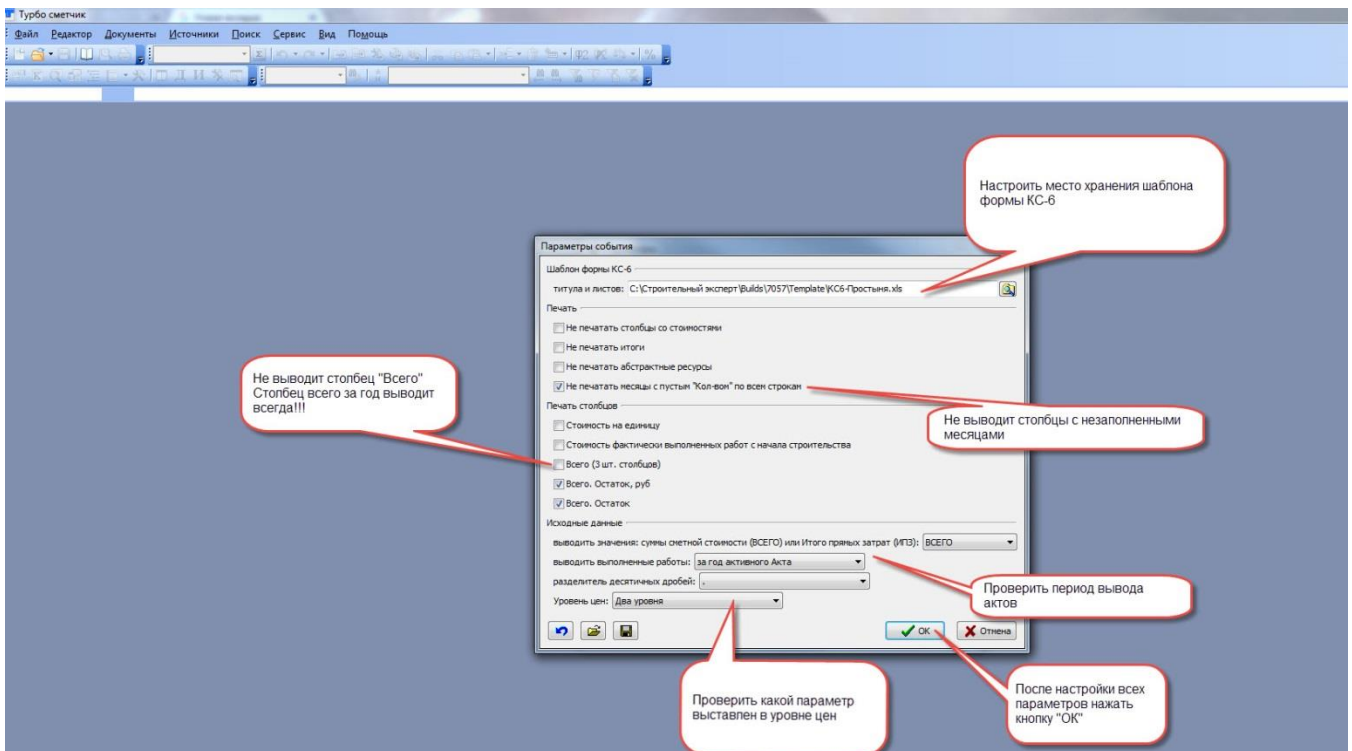 Турбо сметчик
Файл Редактор Документы Источники Поиск Сервис Вид Помощь
Настроить место хранения шаблона
формы КС-6
Параметры события
Шаблон формы КС-6
титула и листов: C:\Строительный эксперт\Builds\7057\Template\КС6-Простыня.xls
Печать
Не печатать столбцы со стоимостями
Не печатать итоги
Не печатать абстрактные ресурсы
Не печатать месяцы с пустым "Кол-вом" по всем строкам
Не выводит столбец "Всего"
Столбец всего за год выводит
всегда!!!
Не выводит столбцы с незаполненными
месяцами
Печать столбцов
Стоимость на единицу
Стоимость фактически выполненных работ с начала строительства
Всего (3 шт. столбцов)
Всего. Остаток, руб
Всего. Остаток
Исходные данные
выводить значения: суммы сметной стоимости (ВСЕГО) или Итого прямых затрат (ИПЗ): ВСЕГО
выводить выполненные работы: за год активного Акта
разделитель десятичных дробей: .
Уровень цен: Два уровня
Проверить период вывода
актов
OK Отмена
Проверить какой параметр
выставлен в уровне цен
После настройки всех
параметров нажать
кнопку "ОК"